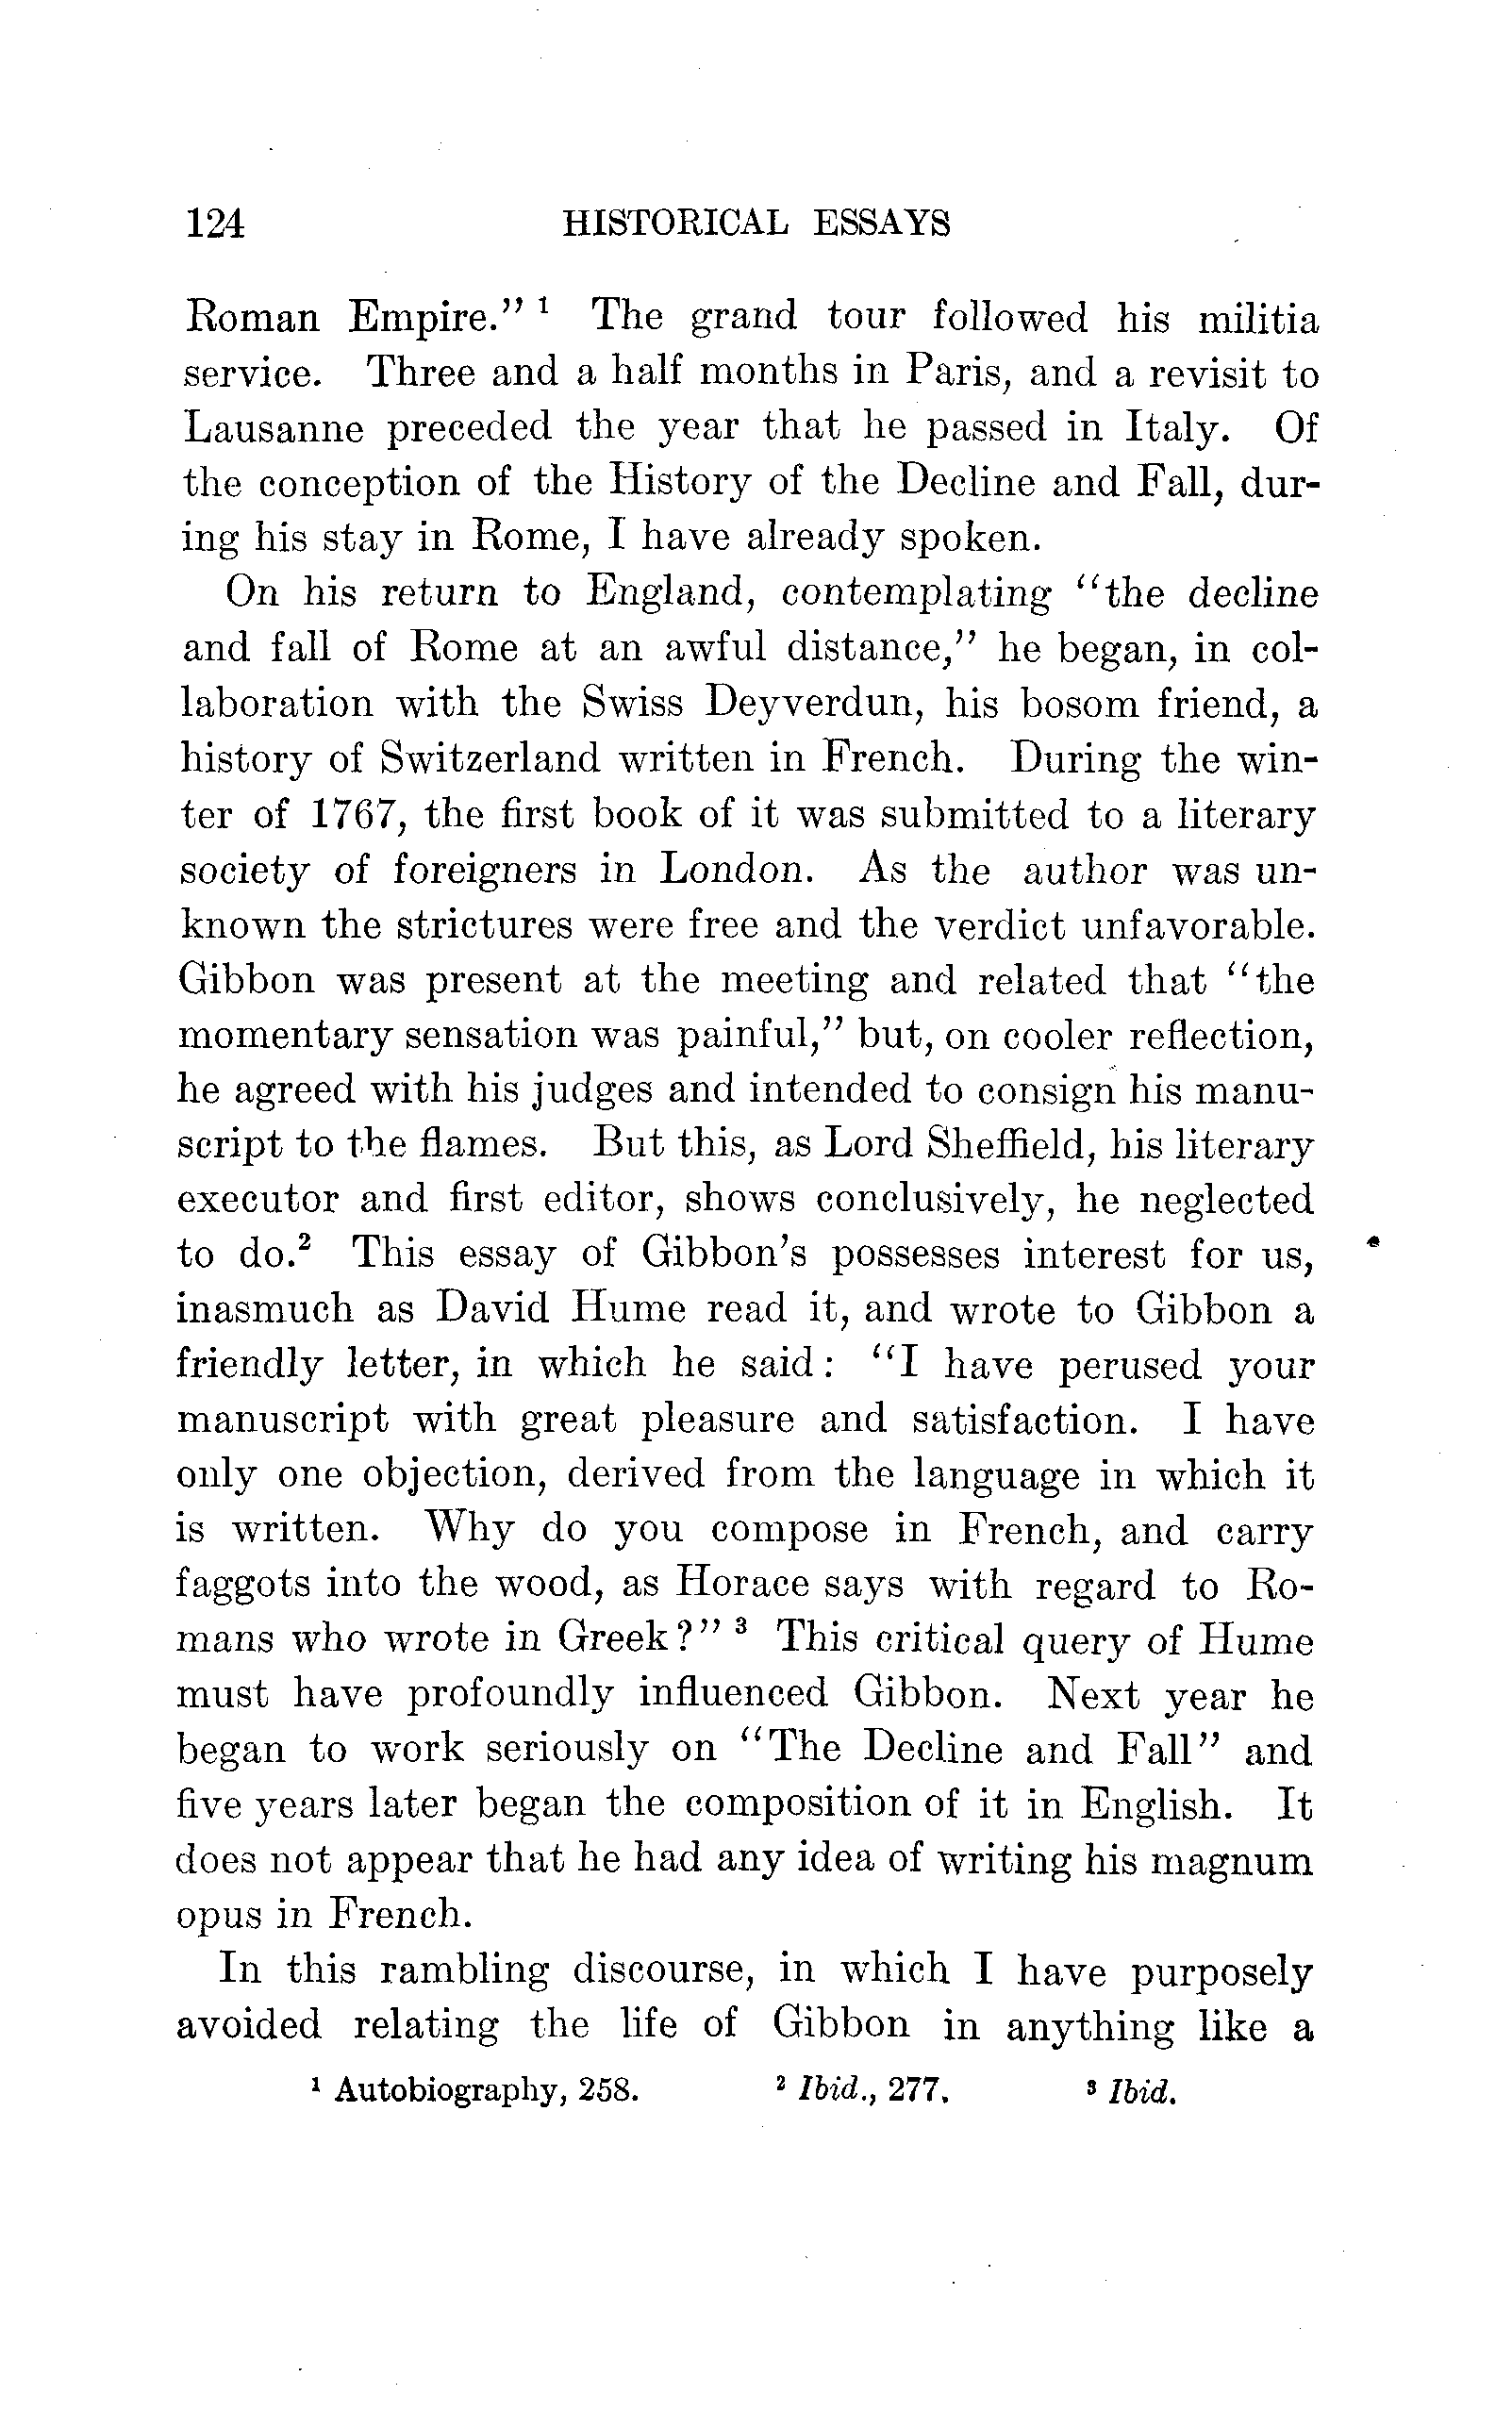 124 HISTORICAL ESSAYS
Roman Empire." ¹ The grand tour followed his militia
service. Three and a half months in Paris, and a revisit to
Lausanne preceded the year that he passed in Italy. Of
the conception of the History of the Decline and Fall, dur-
ing his stay in Rome, I have already spoken.
On his return to England, contemplating "the decline
and fall of Rome at an awful distance," he began, in col-
laboration with the Swiss Deyverdun, his bosom friend, a
history of Switzerland written in French. During the win-
ter of 1767, the first book of it was submitted to a literary
society of foreigners in London. As the author was un-
known the strictures were free and the verdict unfavorable.
Gibbon was present at the meeting and related that "the
momentary sensation was painful," but, on cooler reflection,
he agreed with his judges and intended to consign his manu-
script to the flames. But this, as Lord Sheffield, his literary
executor and first editor, shows conclusively, he neglected
to do.² This essay of Gibbon's possesses interest for us,
inasmuch as David Hume read it, and wrote to Gibbon a
friendly letter, in which he said: "I have perused your
manuscript with great pleasure and satisfaction. I have
only one objection, derived from the language in which it
is written. Why do you compose in French, and carry
faggots into the wood, as Horace says with regard to Ro-
mans who wrote in Greek?" ³ This critical query of Hume
must have profoundly influenced Gibbon. Next year he
began to work seriously on "The Decline and Fall" and
five years later began the composition of it in English. It
does not appear that he had any idea of writing his magnum
opus in French.
In this rambling discourse, in which I have purposely
avoided relating the life of Gibbon in anything like a
¹ Autobiography, 258. ² Ibid., 277. ³ Ibid.